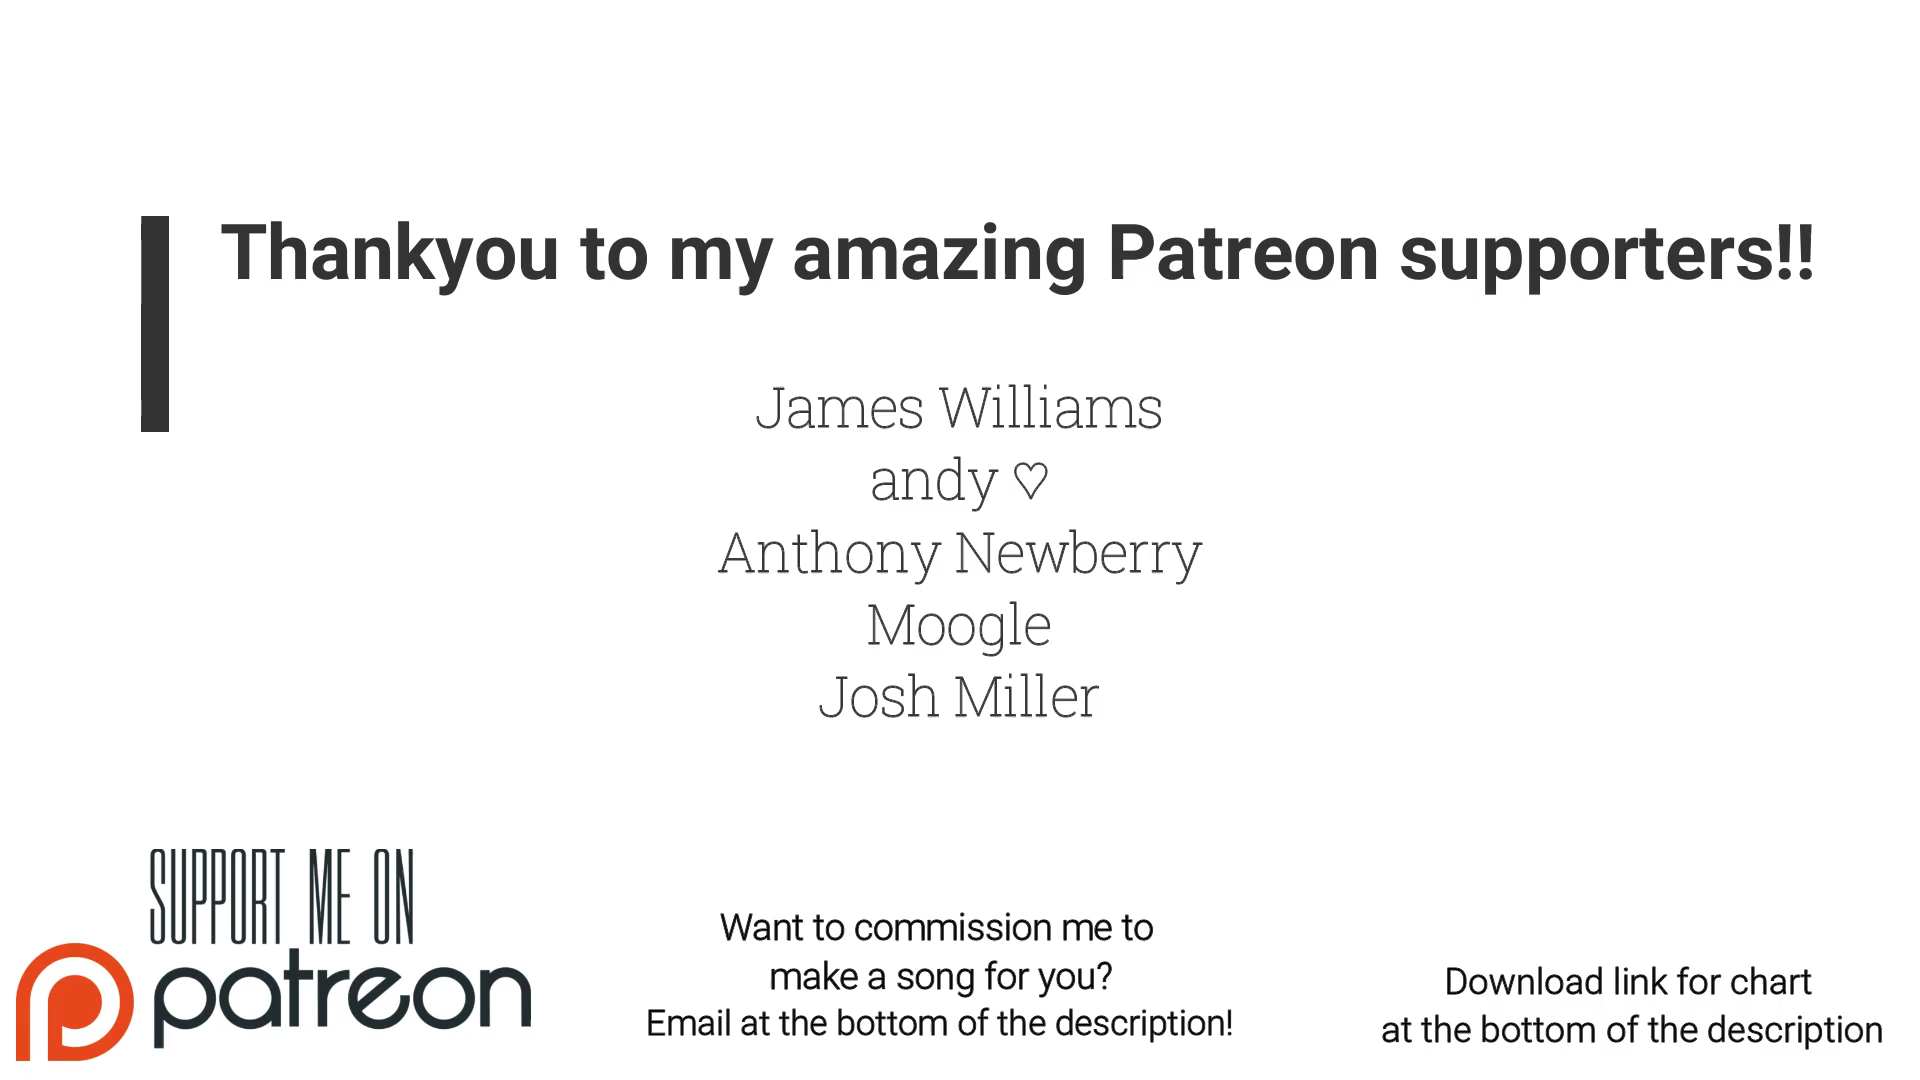 Thankyou to my amazing Patreon supporters!!
James Williams
andy ♡
Anthony Newberry
Moogle
Josh Miller
SUPPORT ME ON
patreon
Want to commission me to
make a song for you?
Email at the bottom of the description!
Download link for chart
at the bottom of the description